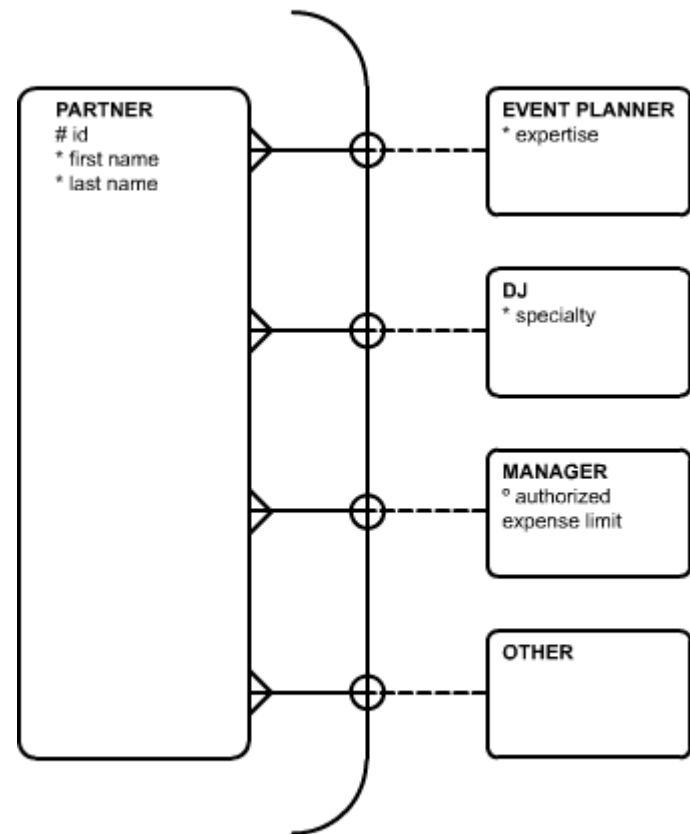 PARTNER
# id
* first name
* last name
EVENT PLANNER
* expertise
DJ
* specialty
MANAGER
º authorized
expense limit
OTHER